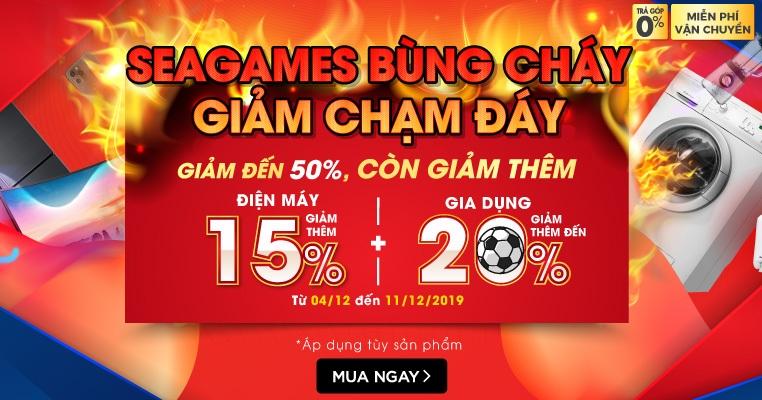 TRẢ GÓP
0%
MIỄN PHÍ
VẬN CHUYỂN
SEAGAMES BÙNG CHÁY
GIẢM CHẠM ĐÁY
GIẢM ĐẾN 50%, CÒN GIẢM THÊM
ĐIỆN MÁY
15%
GIẢM
THÊM
+
GIA DỤNG
20%
GIẢM
THÊM ĐẾN
Từ 04/12 đến 11/12/2019
*Áp dụng tùy sản phẩm
MUA NGAY >